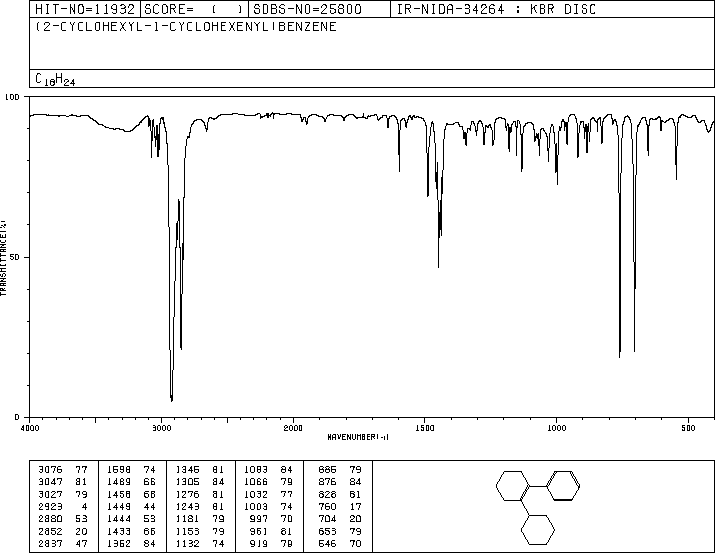 HIT-NO=11932 SCORE= ( ) SDBS-NO=25800 IR-NIDA-34264 : KBR DISC
(2-CYCLOHEXYL-1-CYCLOHEXENYL)BENZENE
C18H24
100
50
0
TRANSMITTANCE(%)
4000 3000 2000 1500 1000 500
WAVENUMBER(-1)
3076 77 1598 74 1346 81 1083 84 886 79
3047 81 1489 66 1305 84 1066 79 876 84
3027 79 1458 66 1276 81 1032 77 828 81
2923 4 1449 44 1243 81 1003 74 760 17
2880 53 1444 53 1181 79 997 70 704 20
2852 20 1433 66 1153 79 961 81 653 79
2837 47 1352 84 1132 74 919 79 546 70